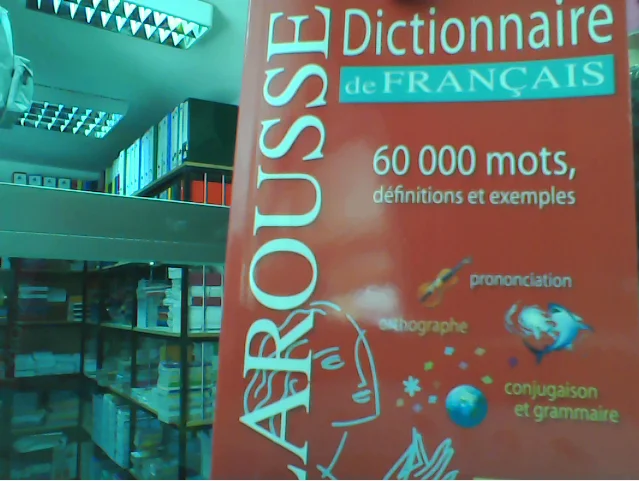 LAROUSSE
Dictionnaire
de FRANÇAIS
60 000 mots,
définitions et exemples
prononciation
orthographe
conjugaison
et grammaire